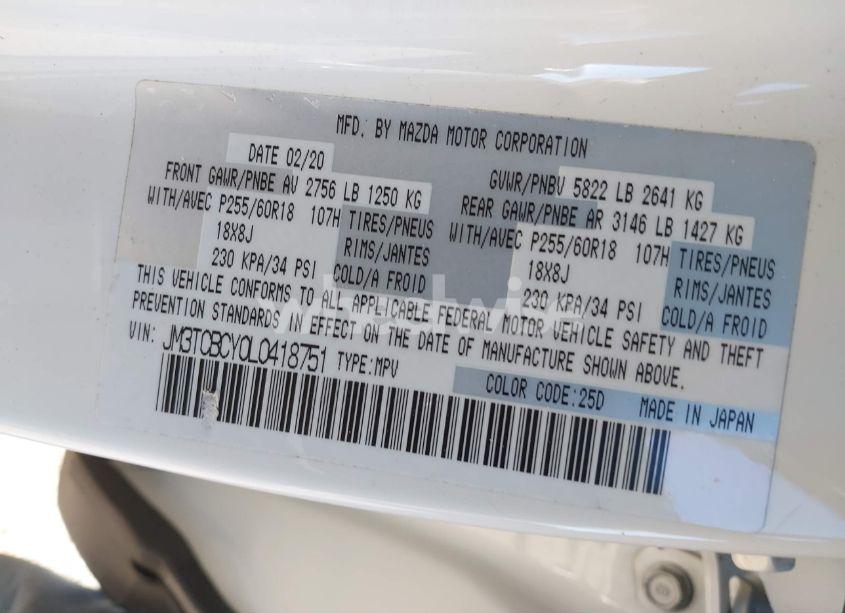 MFD. BY MAZDA MOTOR CORPORATION
DATE 02/20
GVWR/PNBV 5822 LB 2641 KG
FRONT GAWR/PNBE AV 2756 LB 1250 KG
REAR GAWR/PNBE AR 3146 LB 1427 KG
WITH/AVEC P255/60R18 107H TIRES/PNEUS
WITH/AVEC P255/60R18 107H TIRES/PNEUS
18X8J RIMS/JANTES
18X8J RIMS/JANTES
230 KPA/34 PSI COLD/A FROID
230 KPA/34 PSI COLD/A FROID
THIS VEHICLE CONFORMS TO ALL APPLICABLE FEDERAL MOTOR VEHICLE SAFETY AND THEFT
PREVENTION STANDARDS IN EFFECT ON THE DATE OF MANUFACTURE SHOWN ABOVE.
VIN: JM3TCBCY0L0418751 TYPE:MPV
COLOR CODE:25D MADE IN JAPAN